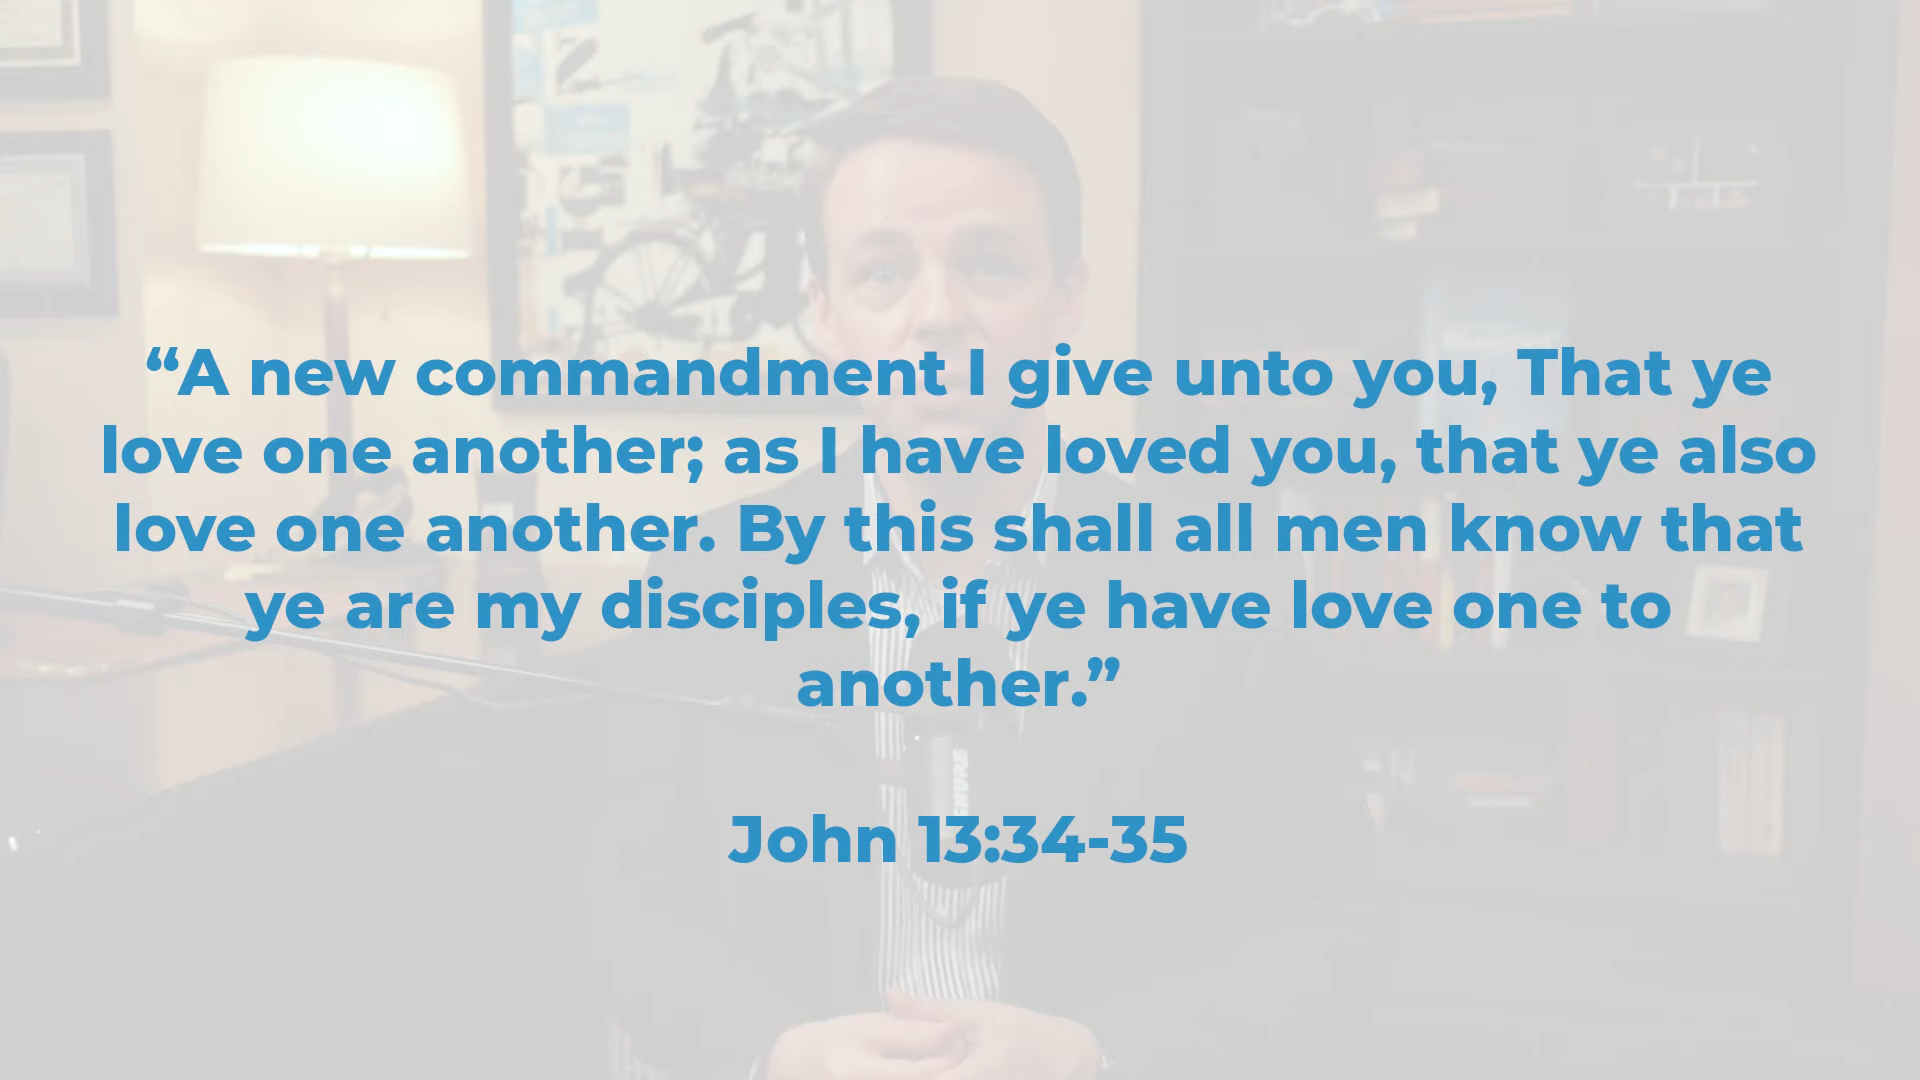 “A new commandment I give unto you, That ye
love one another; as I have loved you, that ye also
love one another. By this shall all men know that
ye are my disciples, if ye have love one to
another.”
John 13:34-35